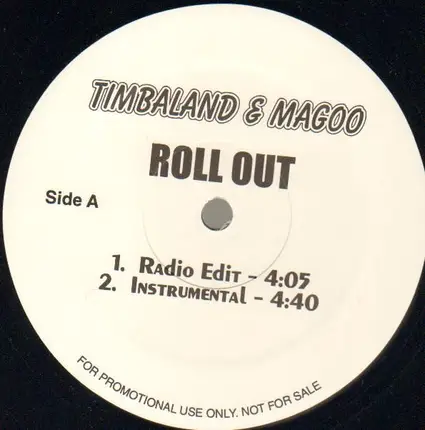 TIMBALAND & MAGOO
ROLL OUT
Side A
1. Radio Edit - 4:05
2. Instrumental - 4:40
FOR PROMOTIONAL USE ONLY. NOT FOR SALE